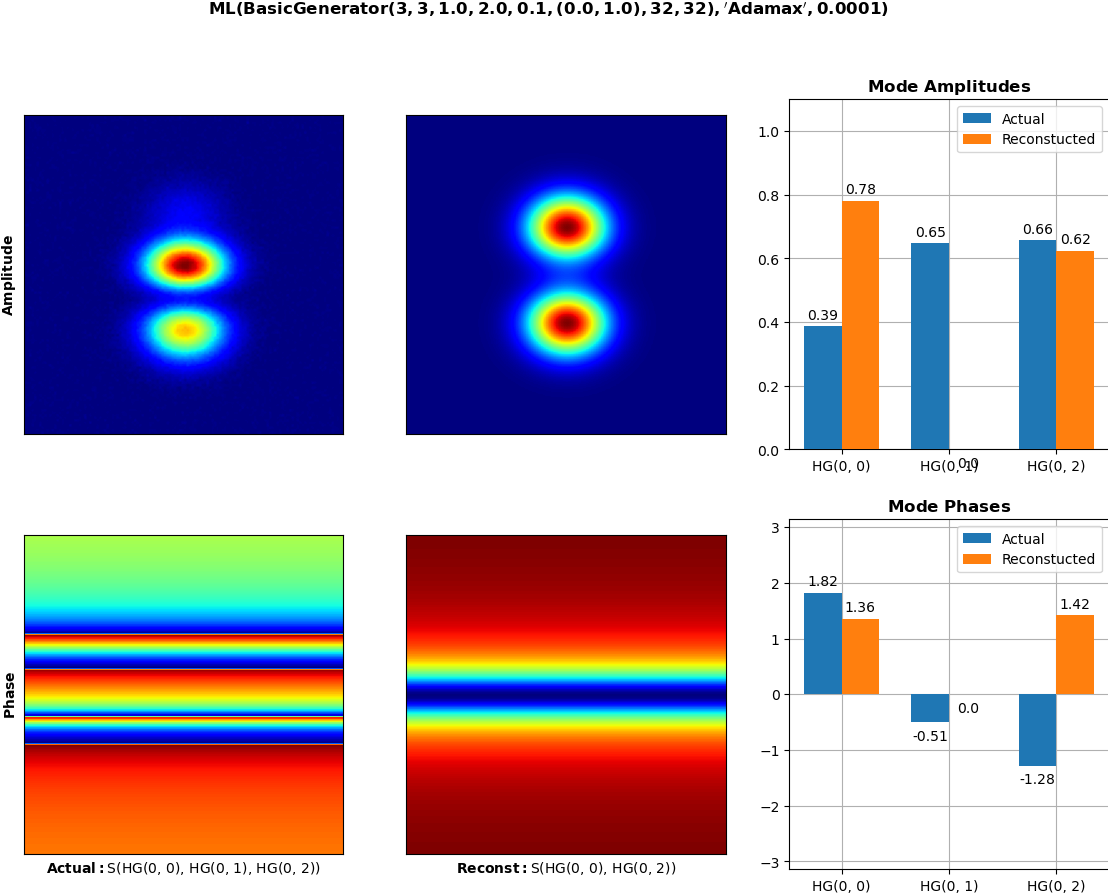 ML(BasicGenerator(3, 3, 1.0, 2.0, 0.1, (0.0, 1.0), 32, 32), ′Adamax′, 0.0001)
Amplitude
Mode Amplitudes
Actual
Reconstucted
1.0
0.8
0.6
0.4
0.2
0.0
0.39
0.78
0.65
0.0
0.66
0.62
HG(0, 0)
HG(0, 1)
HG(0, 2)
Phase
Actual: S(HG(0, 0), HG(0, 1), HG(0, 2))
Reconst: S(HG(0, 0), HG(0, 2))
Mode Phases
Actual
Reconstucted
3
2
1
0
−1
−2
−3
1.82
1.36
-0.51
0.0
-1.28
1.42
HG(0, 0)
HG(0, 1)
HG(0, 2)